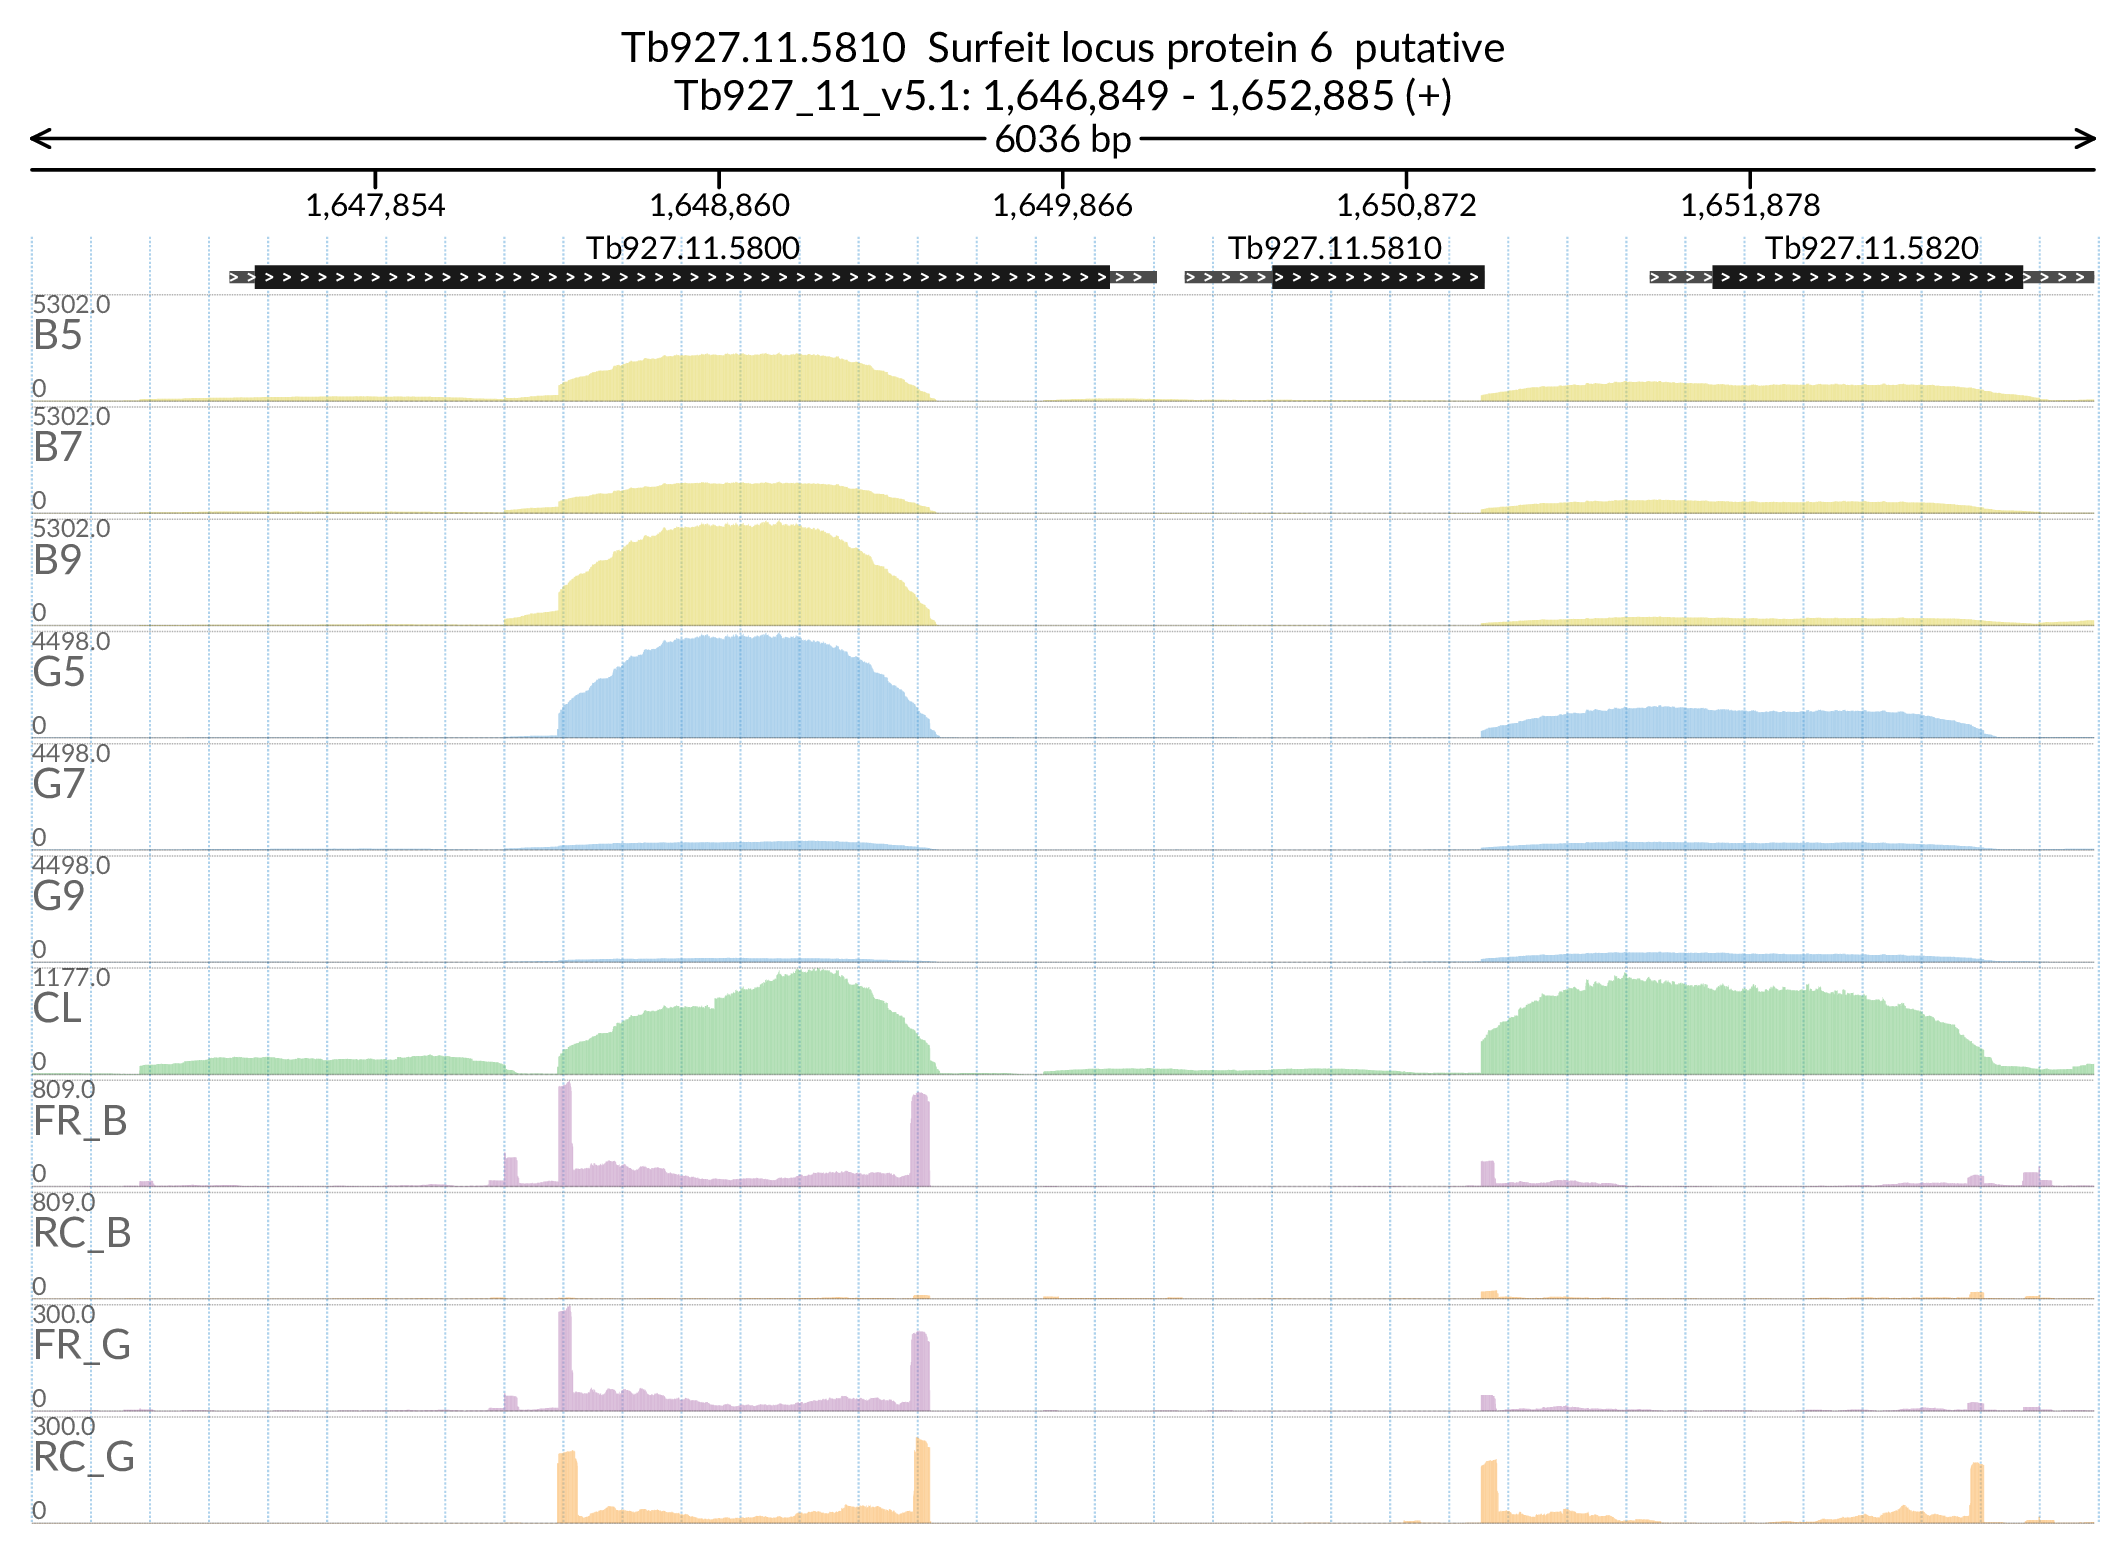 Tb927.11.5810  Surfeit locus protein 6  putative
Tb927_11_v5.1: 1,646,849 - 1,652,885 (+)
6036 bp
1,647,854 1,648,860 1,649,866 1,650,872 1,651,878
Tb927.11.5800 Tb927.11.5810 Tb927.11.5820
5302.0
B5
0
5302.0
B7
0
5302.0
B9
0
4498.0
G5
0
4498.0
G7
0
4498.0
G9
0
1177.0
CL
0
809.0
FR_B
0
809.0
RC_B
0
300.0
FR_G
0
300.0
RC_G
0